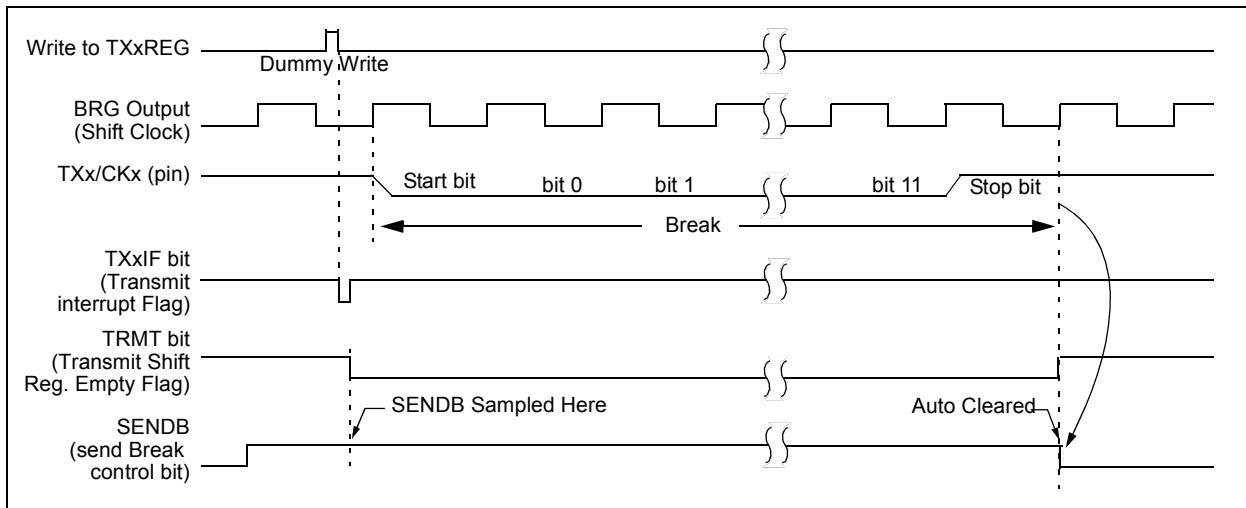 Write to TXxREG
Dummy Write
BRG Output
(Shift Clock)
TXx/CKx (pin)
Start bit
bit 0
bit 1
bit 11
Stop bit
Break
TXxIF bit
(Transmit
interrupt Flag)
TRMT bit
(Transmit Shift
Reg. Empty Flag)
SENDB Sampled Here
Auto Cleared
SENDB
(send Break
control bit)